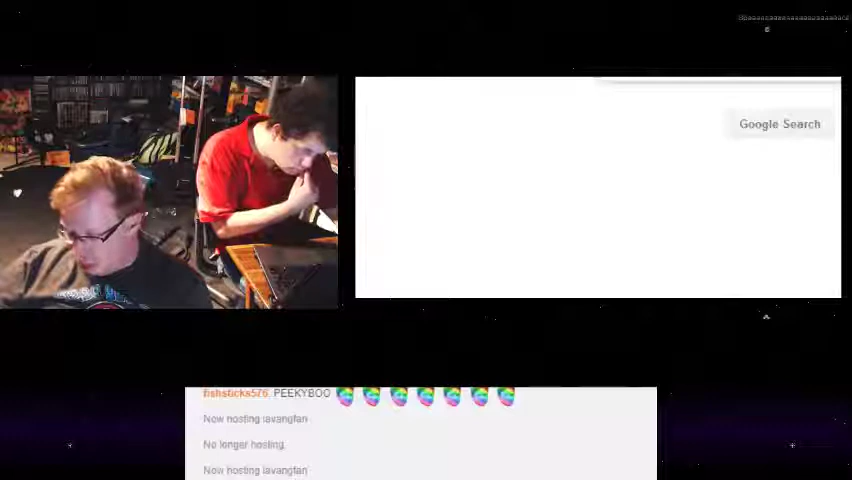 Google Search
fishsticks576: PEEKYBOO
Now hosting lavangfan
No longer hosting.
Now hosting lavangfan